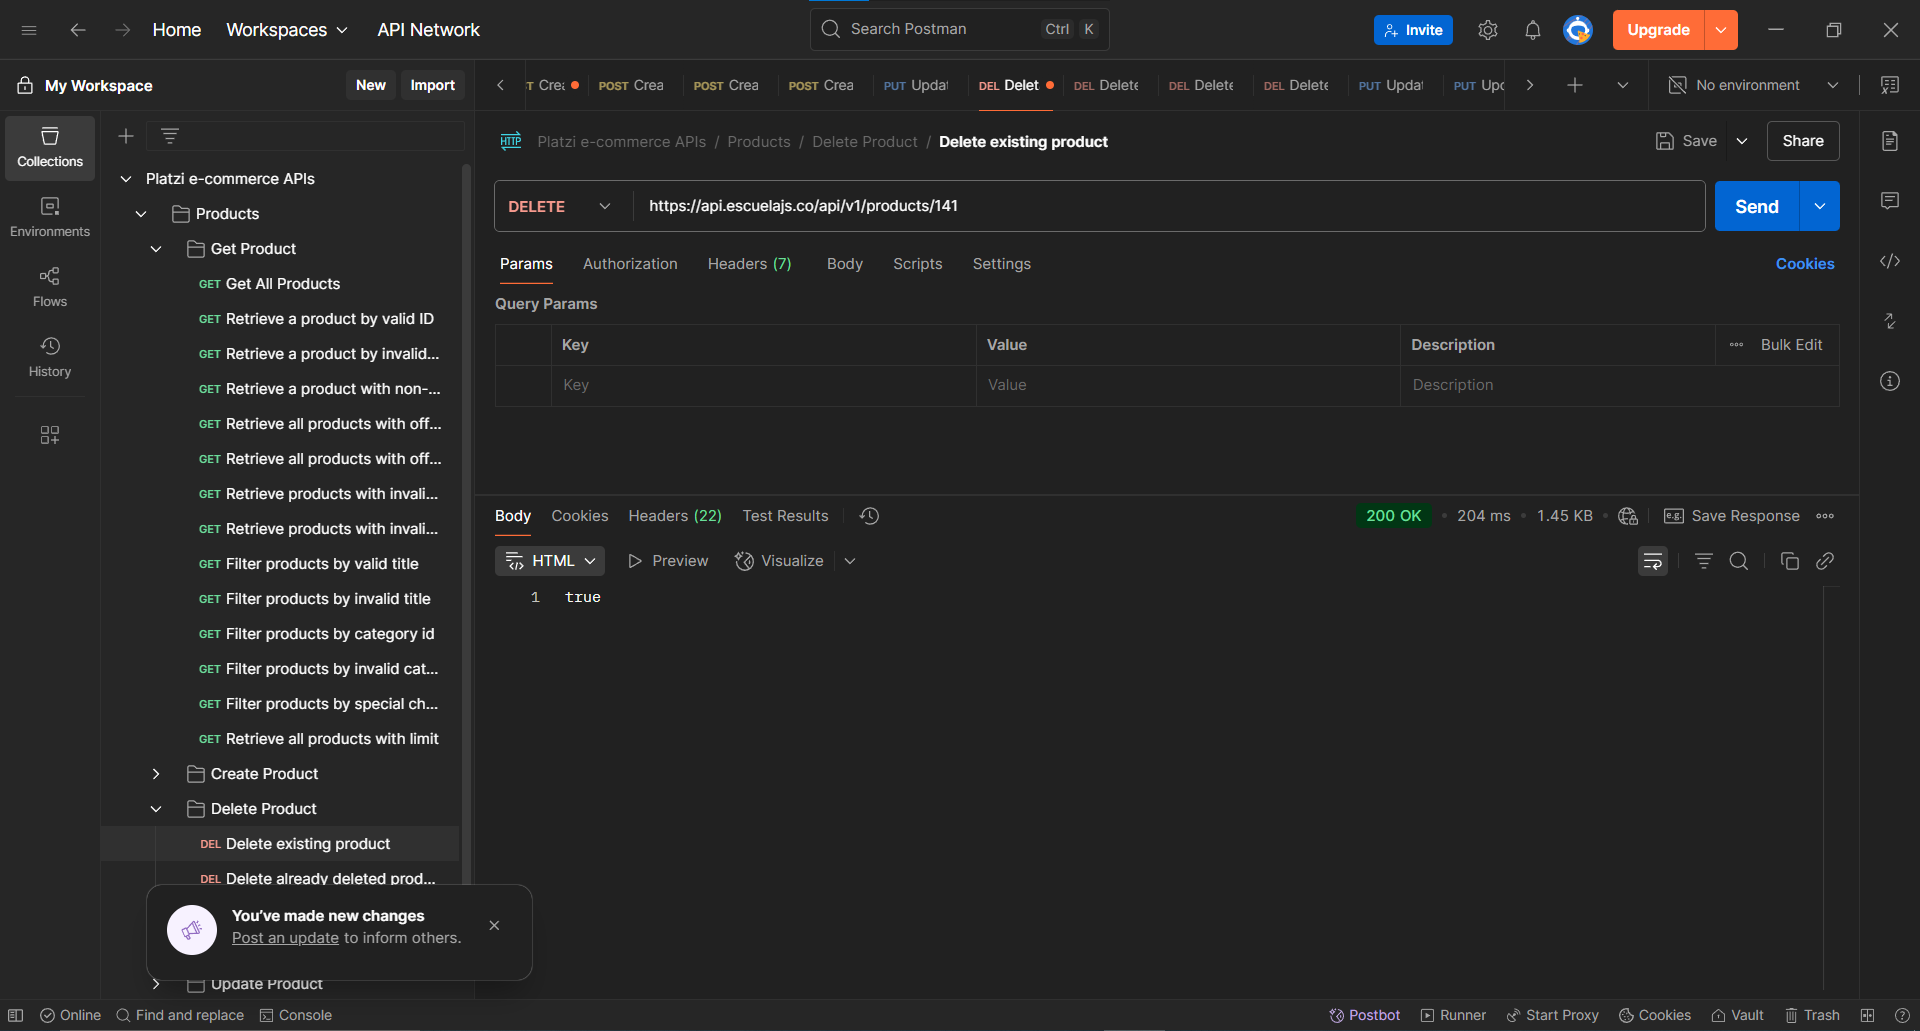 Home Workspaces API Network Search Postman Ctrl K Invite Upgrade
My Workspace New Import
T Crea POST Crea POST Crea POST Crea PUT Updat DEL Delet DEL Delete DEL Delete DEL Delete PUT Updat PUT Upd No environment
Collections
Environments
Flows
History
Platzi e-commerce APIs
Products
Get Product
GET Get All Products
GET Retrieve a product by valid ID
GET Retrieve a product by invalid...
GET Retrieve a product with non-...
GET Retrieve all products with off...
GET Retrieve all products with off...
GET Retrieve products with invali...
GET Retrieve products with invali...
GET Filter products by valid title
GET Filter products by invalid title
GET Filter products by category id
GET Filter products by invalid cat...
GET Filter products by special ch...
GET Retrieve all products with limit
Create Product
Delete Product
DEL Delete existing product
DEL Delete already deleted prod...
You've made new changes
Post an update to inform others.
Update Product
HTTP Platzi e-commerce APIs / Products / Delete Product / Delete existing product Save Share
DELETE https://api.escuelajs.co/api/v1/products/141 Send
Params Authorization Headers (7) Body Scripts Settings Cookies
Query Params
Key Value Description Bulk Edit
Key Value Description
Body Cookies Headers (22) Test Results 200 OK • 204 ms • 1.45 KB • e.g. Save Response
HTML Preview Visualize
1 true
Online Find and replace Console Postbot Runner Start Proxy Cookies Vault Trash